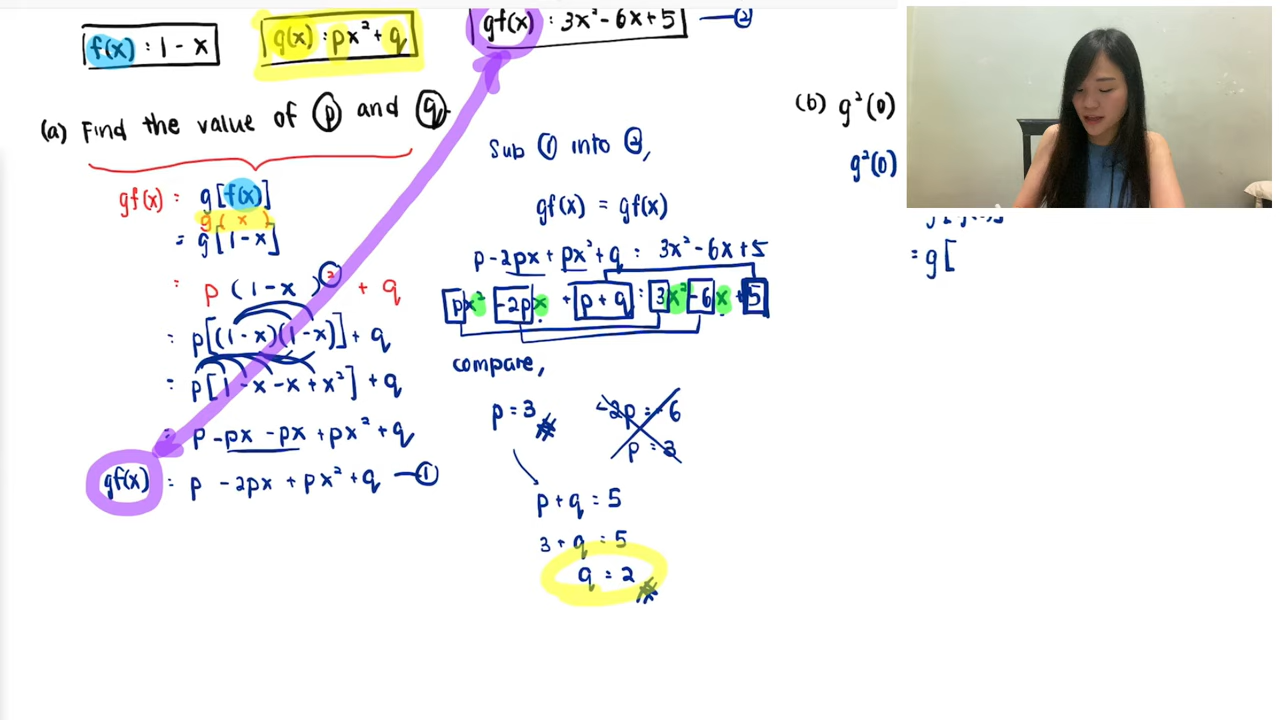 f(x) : 1 - x
g(x) : px² + q
gf(x) : 3x² - 6x + 5 — ②
(a) Find the value of p and q.
gf(x) = g[f(x)]
g( x )
= g[1-x]
= p (1-x)² + q
= p[(1-x)(1-x)] + q
= p[1-x-x+x²] + q
= p -px -px +px² +q
gf(x) = p -2px + px² +q —①
Sub ① into ②,
gf(x) = gf(x)
p-2px+px²+q = 3x²-6x+5
px² -2px + p+q = 3x² -6x +5
compare,
p = 3 #
-2p = -6
p = 3
p + q = 5
3 + q = 5
q = 2 #
(b) g²(0)
g²(0)
= g[